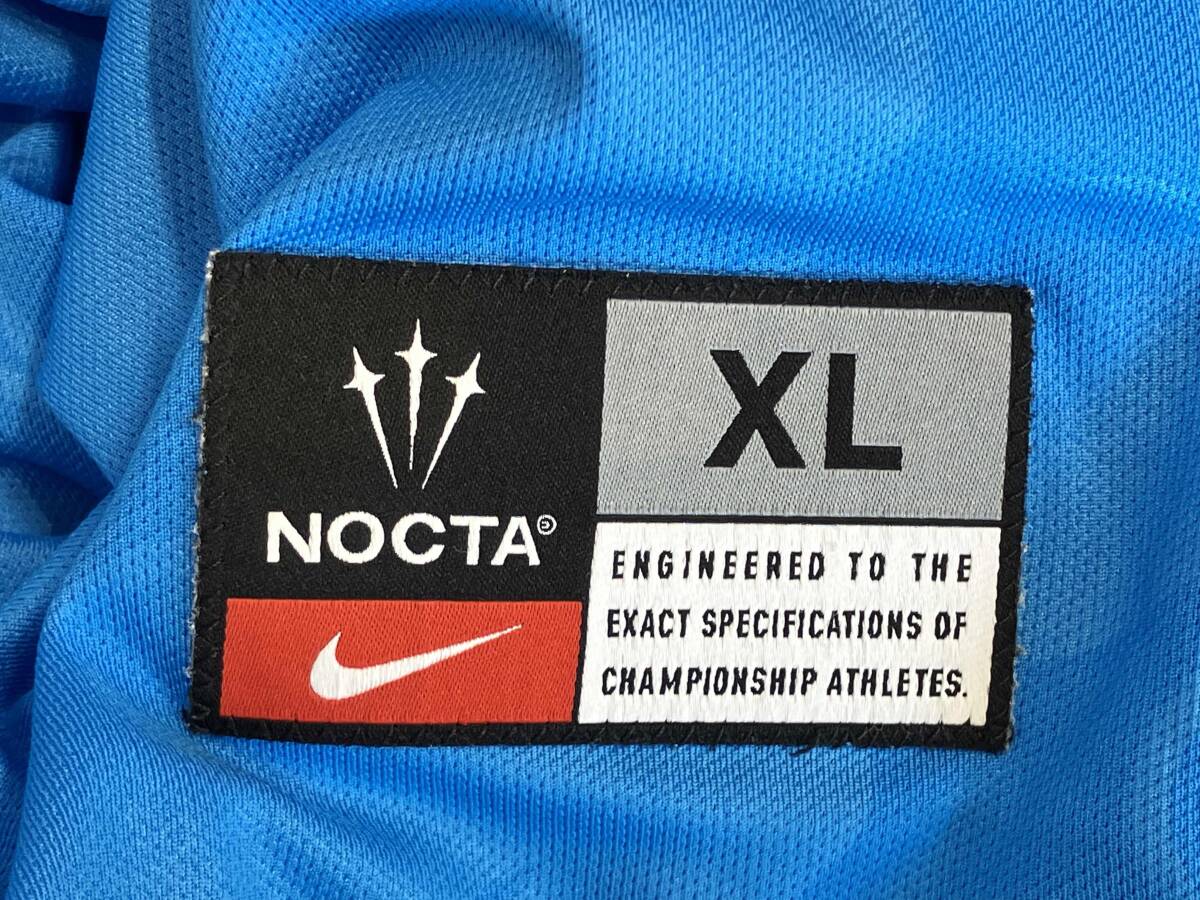 NOCTA
XL
ENGINEERED TO THE
EXACT SPECIFICATIONS OF
CHAMPIONSHIP ATHLETES.